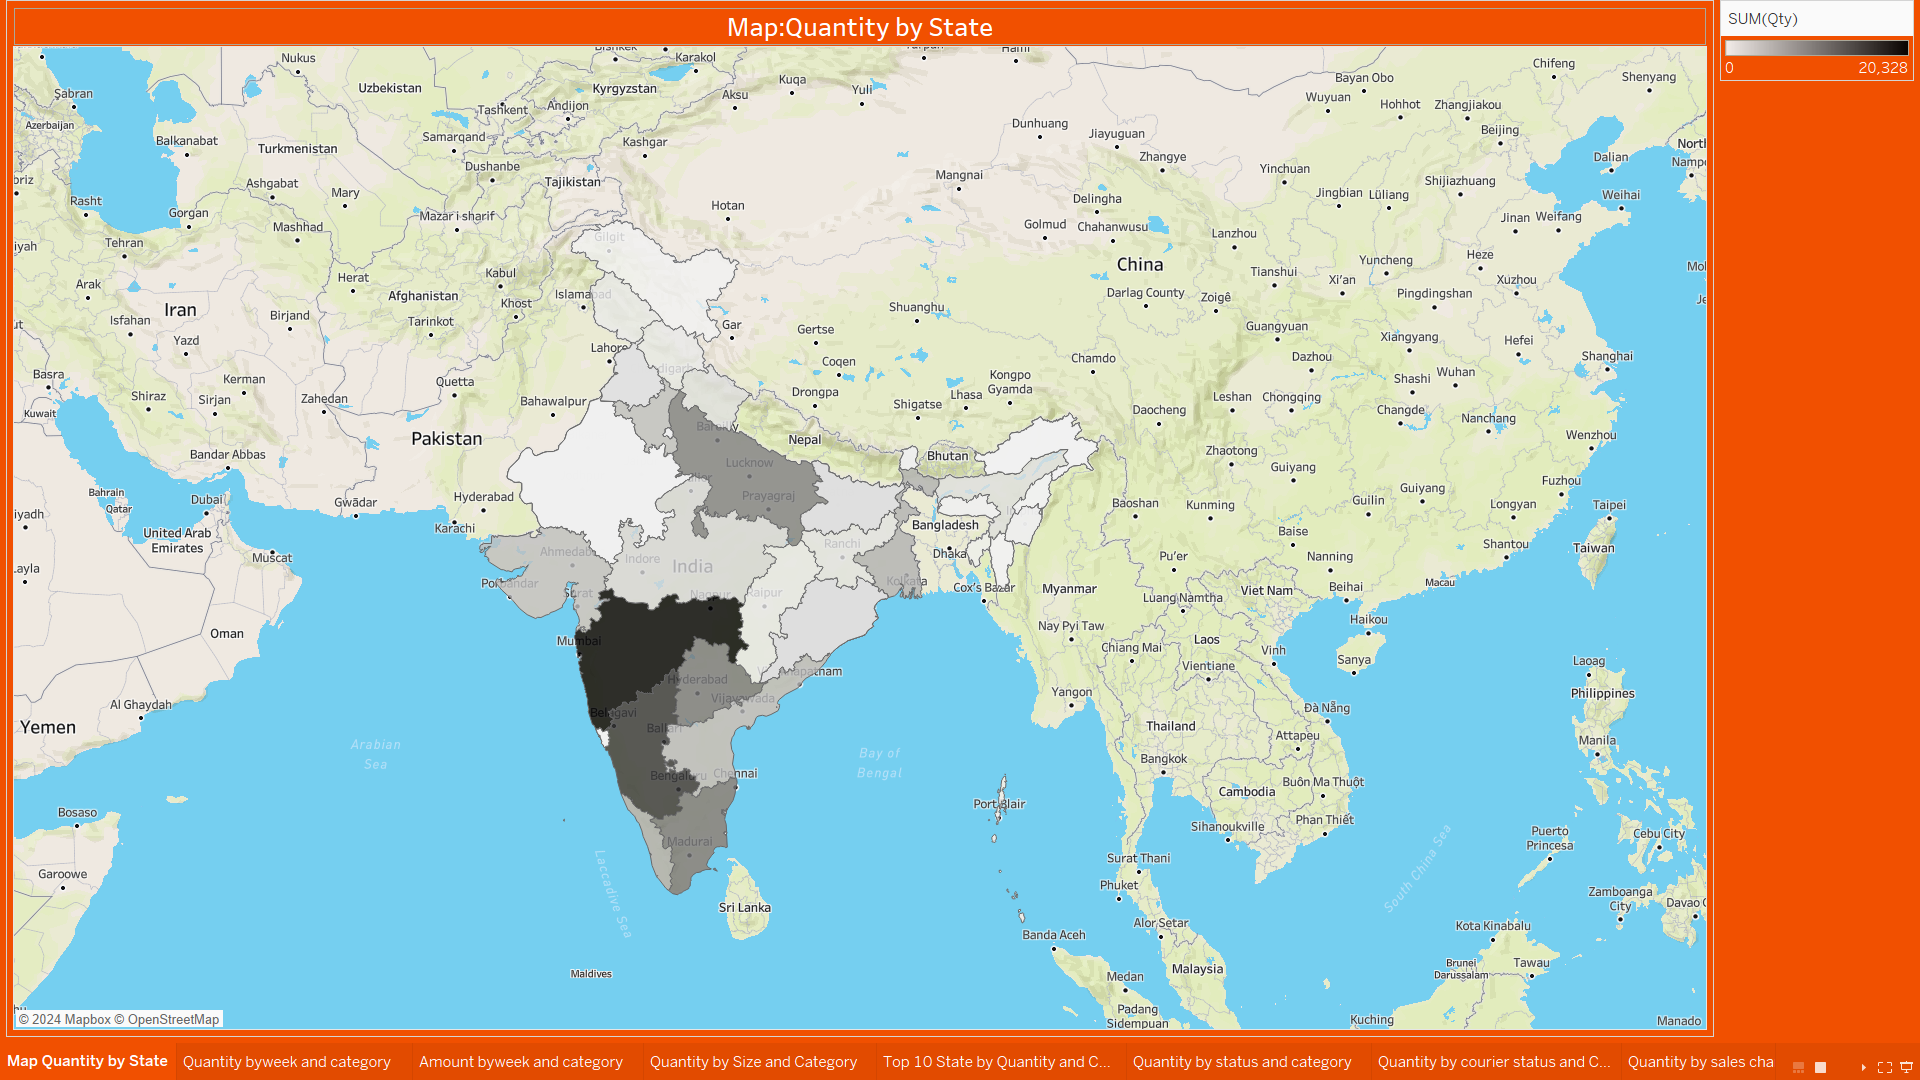 Map:Quantity by State
SUM(Qty)
0
20,328
Nukus
Bishkek
Karakol
Hami
Chifeng
Bayan Obo
Shenyang
Şabran
Uzbekistan
Kyrgyzstan
Aksu
Kuqa
Yuli
Wuyuan
Hohhot
Zhangjiakou
Azerbaijan
Tashkent
Andijon
Dunhuang
Jiayuguan
Beijing
Balkanabat
Turkmenistan
Samarqand
Kashgar
Zhangye
Yinchuan
Dalian
Dushanbe
Tajikistan
Mangnai
Shijiazhuang
Ashgabat
Mary
Delingha
Jingbian
Lüliang
Weihai
Rasht
Gorgan
Mazar i sharif
Hotan
Golmud
Chahanwusu
Lanzhou
Jinan
Weifang
Tehran
Mashhad
Gilgit
China
Yuncheng
Heze
Arak
Herat
Kabul
Tianshui
Xi'an
Xuzhou
Iran
Afghanistan
Khost
Islamabad
Darlag County
Zoigê
Pingdingshan
Isfahan
Birjand
Tarinkot
Gar
Shuanghu
Guangyuan
Xiangyang
Hefei
Yazd
Lahore
Gertse
Coqen
Chamdo
Dazhou
Shanghai
Basra
Kerman
Quetta
Kongpo
Gyamda
Shashi
Wuhan
Shiraz
Sirjan
Zahedan
Bahawalpur
Drongpa
Shigatse
Lhasa
Daocheng
Leshan
Chongqing
Changde
Nanchang
Kuwait
Pakistan
Nepal
Bhutan
Zhaotong
Wenzhou
Bandar Abbas
Lucknow
Guiyang
Fuzhou
Bahrain
Qatar
Dubai
Gwādar
Hyderabad
Prayagraj
Baoshan
Kunming
Guilin
Guiyang
Longyan
Taipei
United Arab
Emirates
Karachi
Bangladesh
Baise
Muscat
Ahmedabad
Indore
India
Ranchi
Dhaka
Pu'er
Nanning
Shantou
Taiwan
Porbandar
Surat
Nagpur
Raipur
Kolkata
Cox's Bazar
Myanmar
Luang Namtha
Viet Nam
Beihai
Macau
Oman
Mumbai
Nay Pyi Taw
Laos
Haikou
Chiang Mai
Vientiane
Vinh
Sanya
Laoag
Hyderabad
Vijayawada
Yemen
Al Ghaydah
Belagavi
Yangon
Philippines
Ballari
Thailand
Đà Nẵng
Attapeu
Manila
Arabian
Sea
Bay of
Bengal
Bengaluru
Chennai
Bangkok
Cambodia
Buôn Ma Thuột
Port Blair
Bosaso
Sihanoukville
Phan Thiết
Puerto
Princesa
Cebu City
Madurai
Surat Thani
South China Sea
Garoowe
Laccadive Sea
Phuket
Zamboanga
City
Sri Lanka
Alor Setar
Kota Kinabalu
Banda Aceh
Maldives
Medan
Malaysia
Brunei
Darussalam
Tawau
Padang
Sidempuan
Kuching
Manado
© 2024 Mapbox © OpenStreetMap
Map Quantity by State
Quantity byweek and category
Amount byweek and category
Quantity by Size and Category
Top 10 State by Quantity and C...
Quantity by status and category
Quantity by courier status and C...
Quantity by sales cha